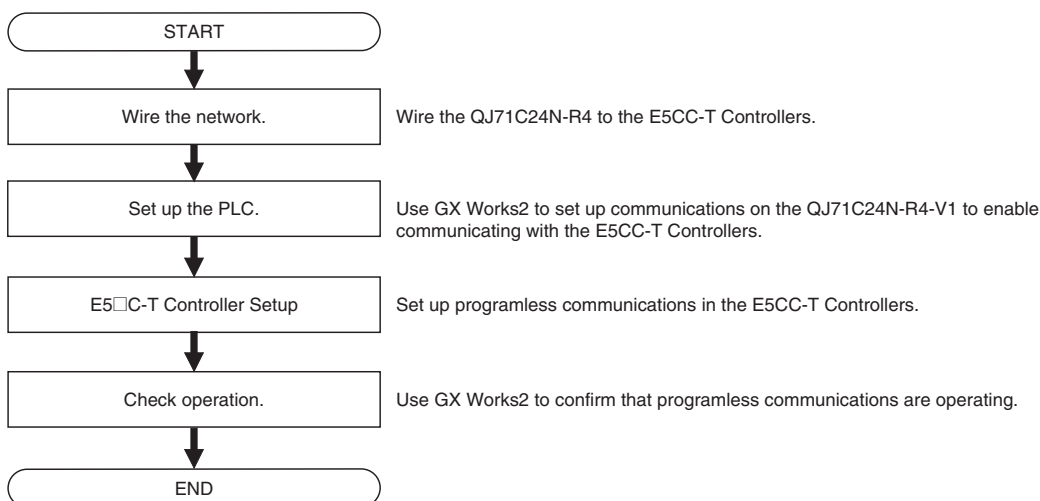 START
Wire the network.
Wire the QJ71C24N-R4 to the E5CC-T Controllers.
Set up the PLC.
Use GX Works2 to set up communications on the QJ71C24N-R4-V1 to enable
communicating with the E5CC-T Controllers.
E5□C-T Controller Setup
Set up programless communications in the E5CC-T Controllers.
Check operation.
Use GX Works2 to confirm that programless communications are operating.
END